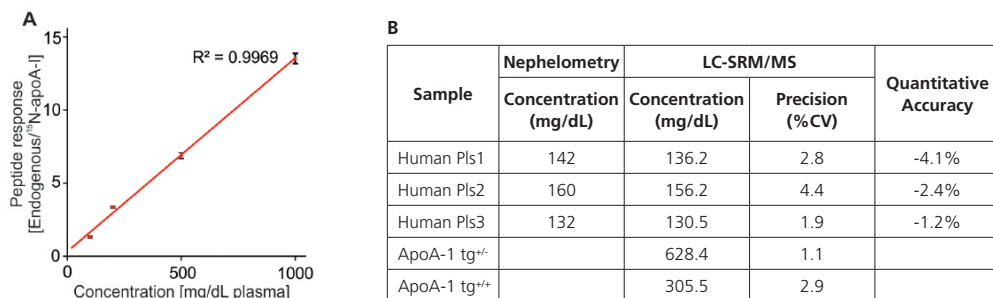 A
Peptide response
[Endogenous/¹⁵N-apoA-I]
15
10
5
0
R² = 0.9969
0 500 1000
Concentration [mg/dL plasma]
B
Sample | Nephelometry | LC-SRM/MS | Quantitative Accuracy
Concentration (mg/dL) | Concentration (mg/dL) | Precision (%CV)
Human Pls1 | 142 | 136.2 | 2.8 | -4.1%
Human Pls2 | 160 | 156.2 | 4.4 | -2.4%
Human Pls3 | 132 | 130.5 | 1.9 | -1.2%
ApoA-1 tg⁺/⁻ | 628.4 | 1.1
ApoA-1 tg⁺/⁺ | 305.5 | 2.9